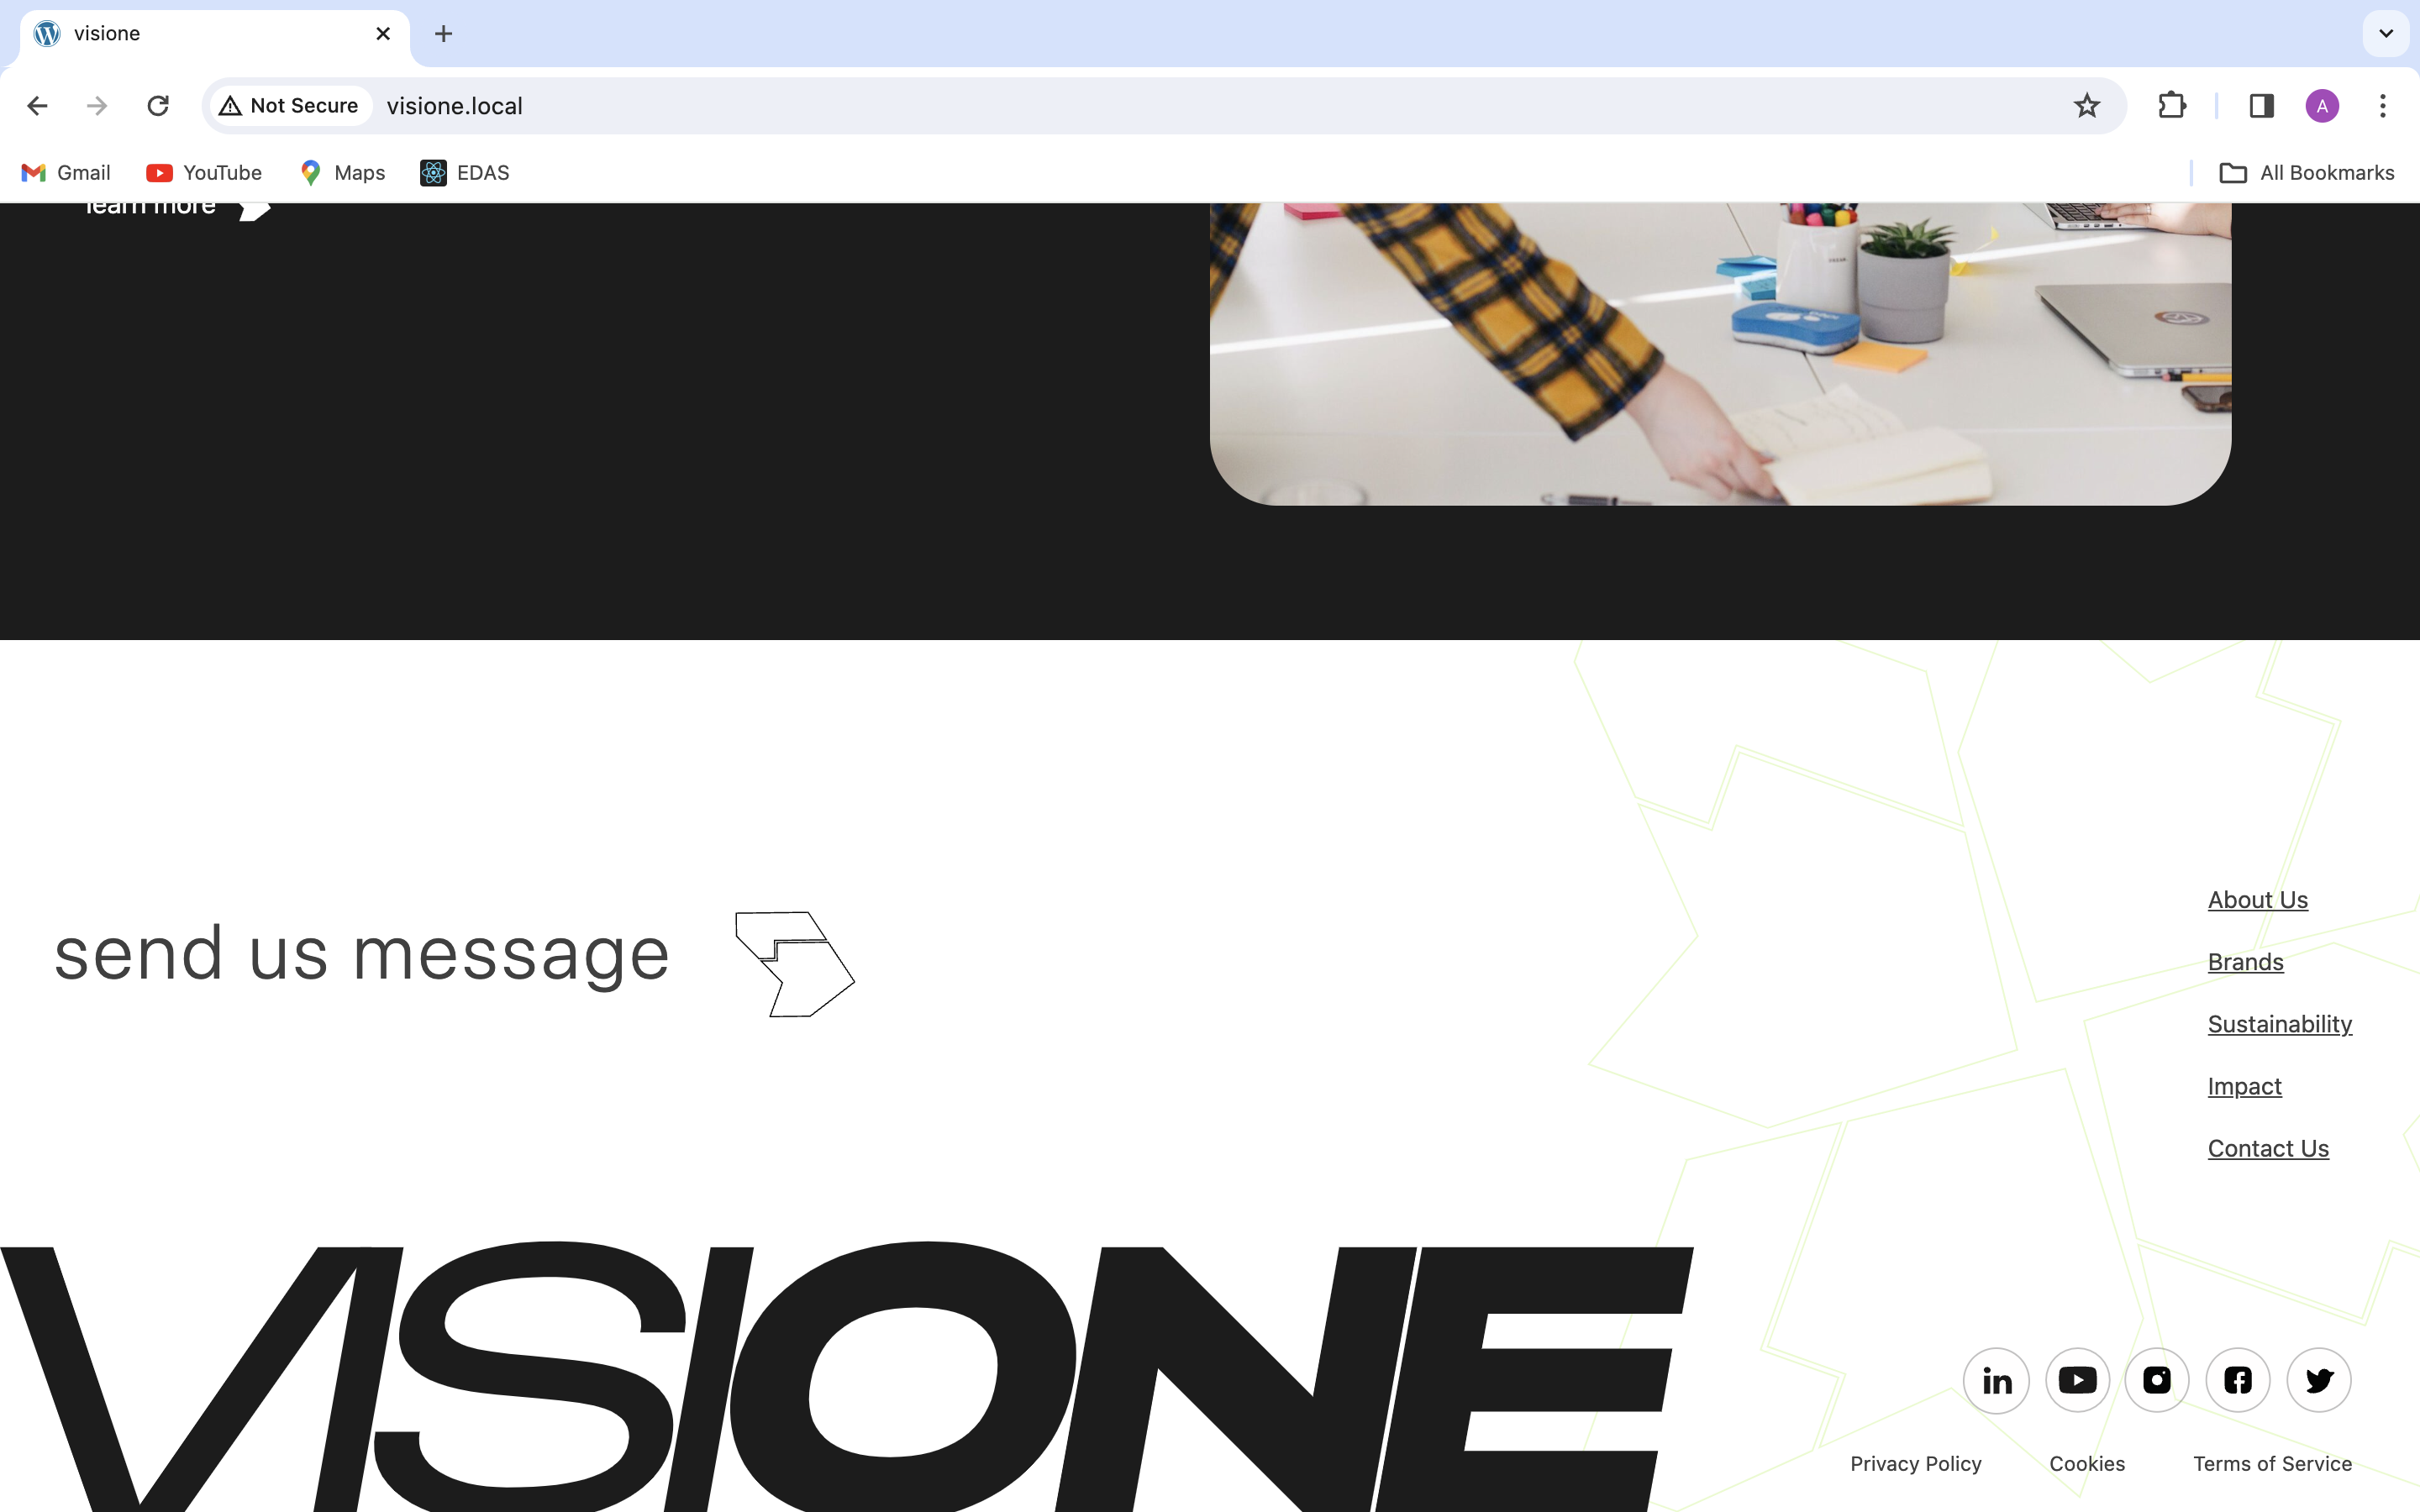 visione
Not Secure visione.local
A
Gmail YouTube Maps EDAS All Bookmarks
learn more
send us message
About Us
Brands
Sustainability
Impact
Contact Us
VISIONE
Privacy Policy Cookies Terms of Service